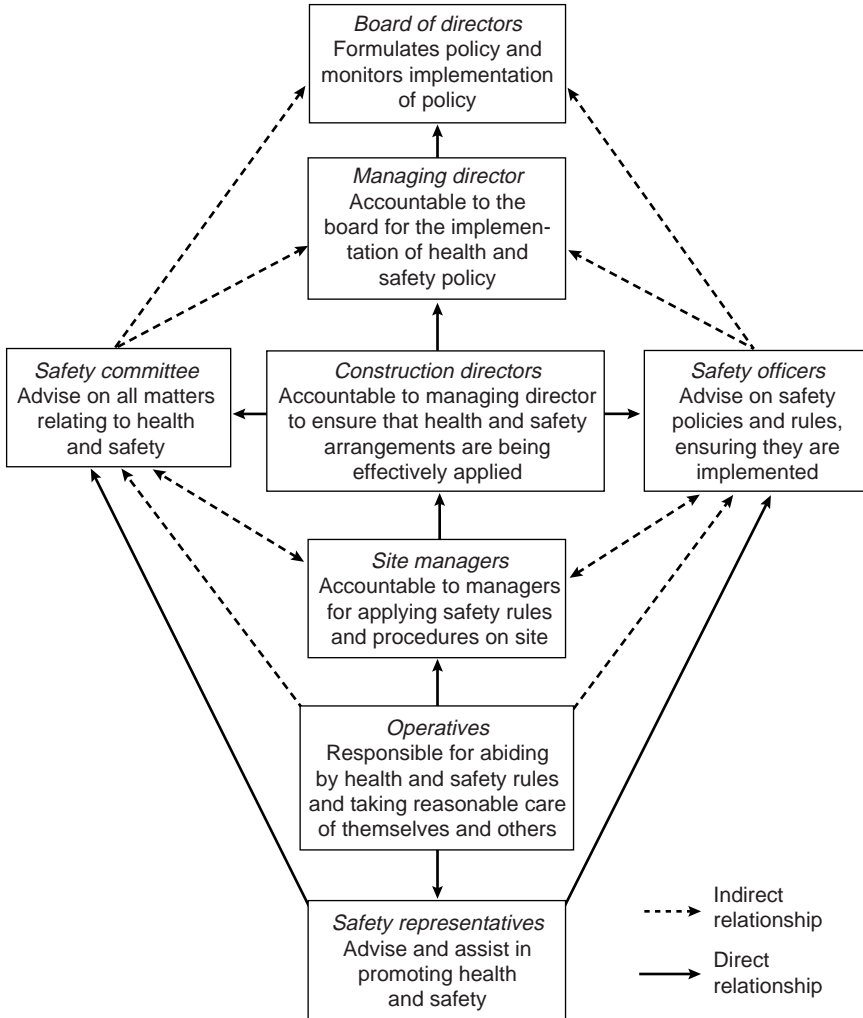 Board of directors
Formulates policy and
monitors implementation
of policy
Managing director
Accountable to the
board for the implemen-
tation of health and
safety policy
Safety committee
Advise on all matters
relating to health
and safety
Construction directors
Accountable to managing director
to ensure that health and safety
arrangements are being
effectively applied
Safety officers
Advise on safety
policies and rules,
ensuring they are
implemented
Site managers
Accountable to managers
for applying safety rules
and procedures on site
Operatives
Responsible for abiding
by health and safety rules
and taking reasonable care
of themselves and others
Safety representatives
Advise and assist in
promoting health
and safety
Indirect
relationship
Direct
relationship